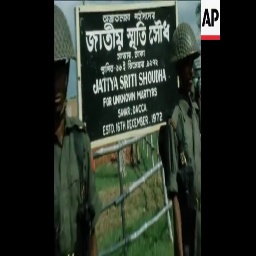 AP
জাতীয় স্মৃতি সৌধ
সাভার, ঢাকা
JATIYA SRITI SHOUDHA
FOR UNKNOWN MARTYRS
SAVAR: DACCA
ESTD. 16TH DECEMBER, 1972